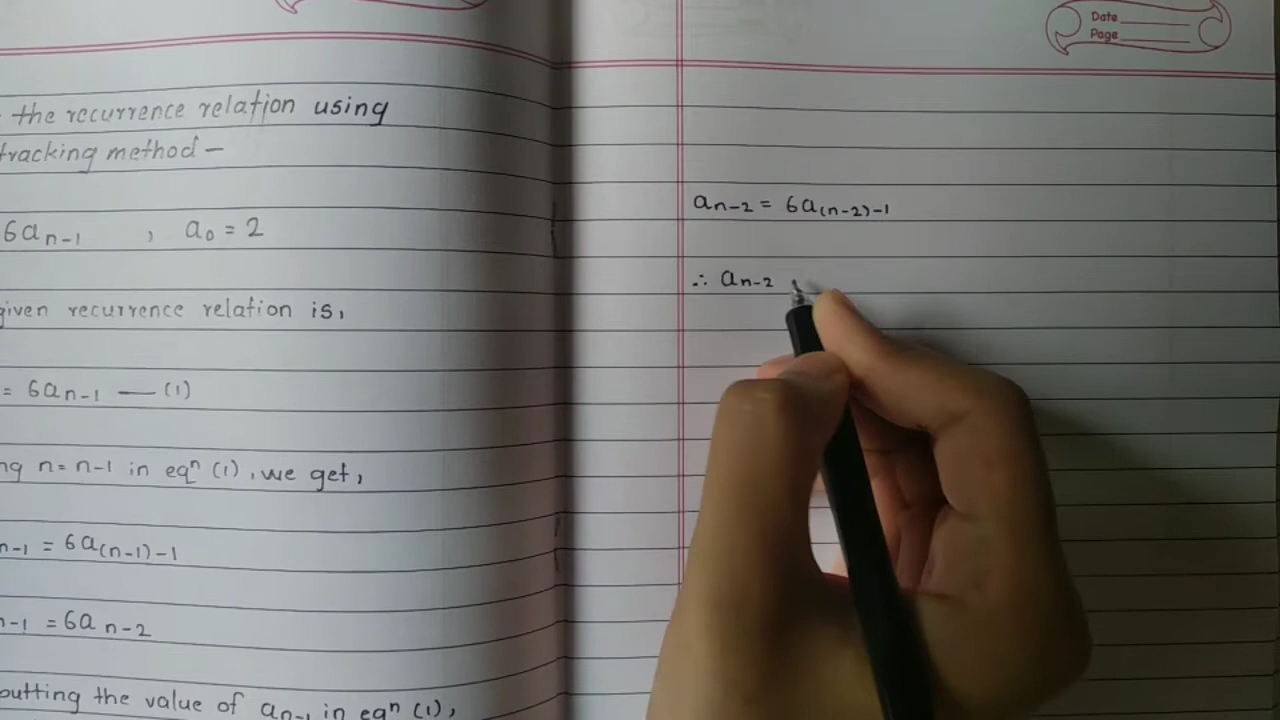 the recurrence relation using
tracking method –
6aₙ₋₁ , a₀ = 2
given recurrence relation is,
= 6aₙ₋₁ — (1)
ng n = n-1 in eqⁿ (1), we get,
n-1 = 6a₍ₙ₋₁₎₋₁
n-1 = 6aₙ₋₂
putting the value of aₙ₋₁ in eqⁿ (1),
Date
Page
aₙ₋₂ = 6a₍ₙ₋₂₎₋₁
∴ aₙ₋₂